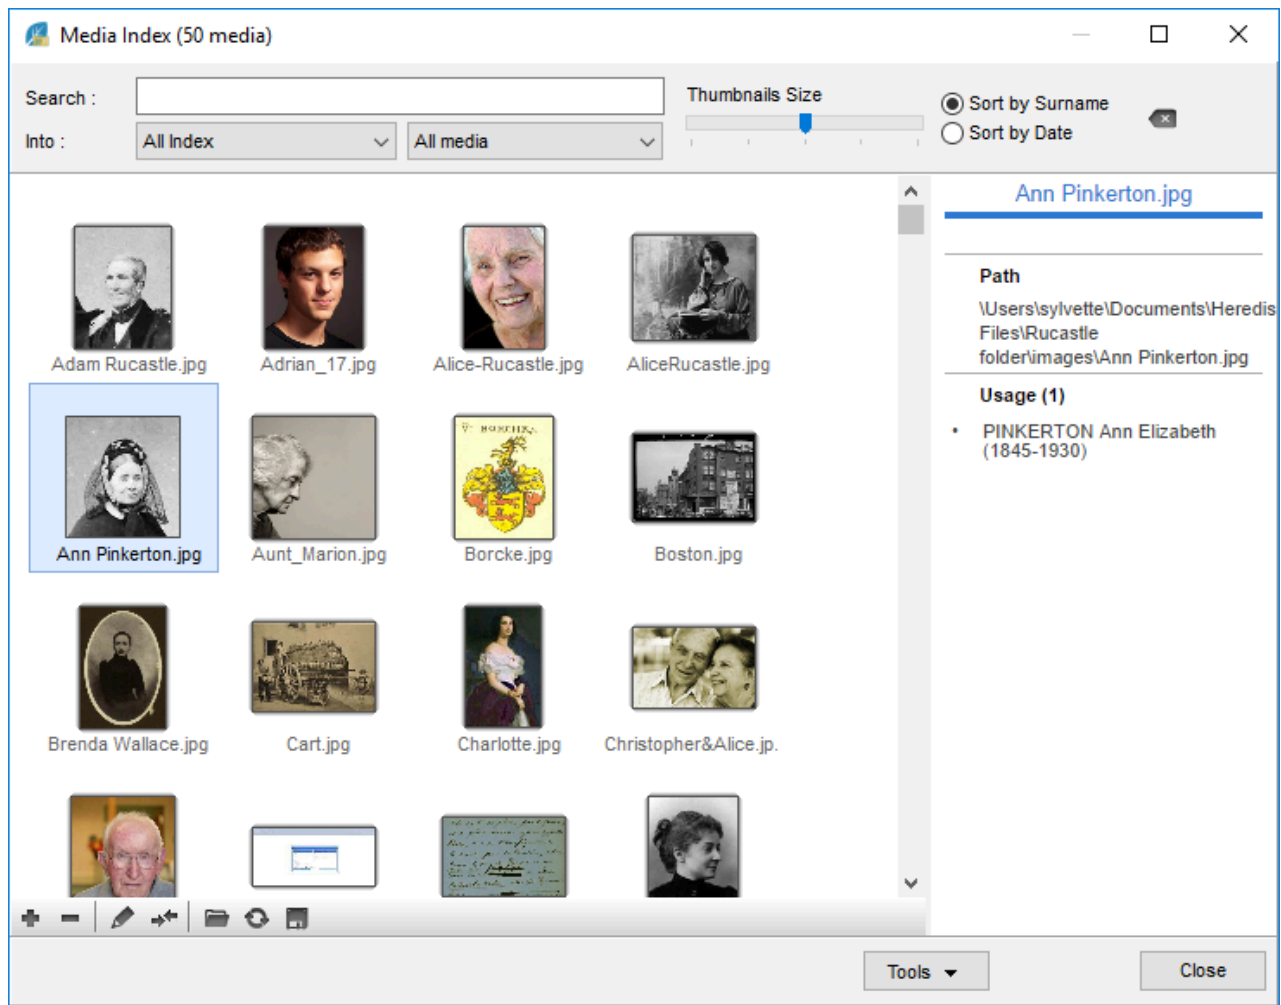 Media Index (50 media)
Search :
Thumbnails Size
Sort by Surname
Into :
All Index
All media
Sort by Date
Ann Pinkerton.jpg
Path
\Users\sylvette\Documents\Heredis
Files\Rucastle
folder\images\Ann Pinkerton.jpg
Usage (1)
• PINKERTON Ann Elizabeth
(1845-1930)
Adam Rucastle.jpg
Adrian_17.jpg
Alice-Rucastle.jpg
AliceRucastle.jpg
Ann Pinkerton.jpg
Aunt_Marion.jpg
Borcke.jpg
Boston.jpg
Brenda Wallace.jpg
Cart.jpg
Charlotte.jpg
Christopher&Alice.jp.
Tools
Close